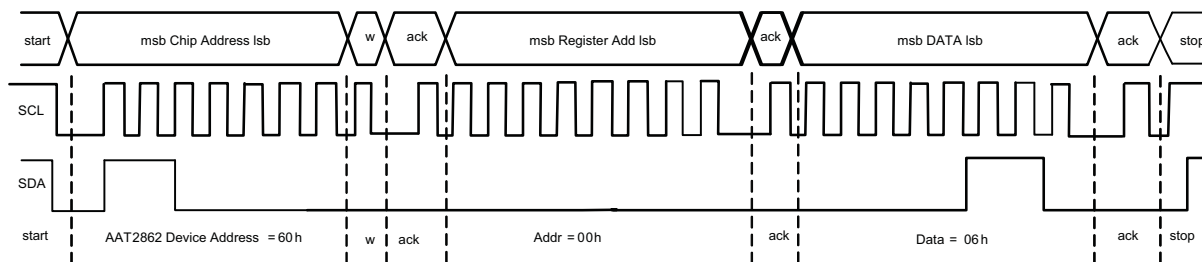 start msb Chip Address lsb w ack msb Register Add lsb ack msb DATA lsb ack stop
SCL
SDA
start AAT2862 Device Address = 60h w ack Addr = 00h ack Data = 06h ack stop